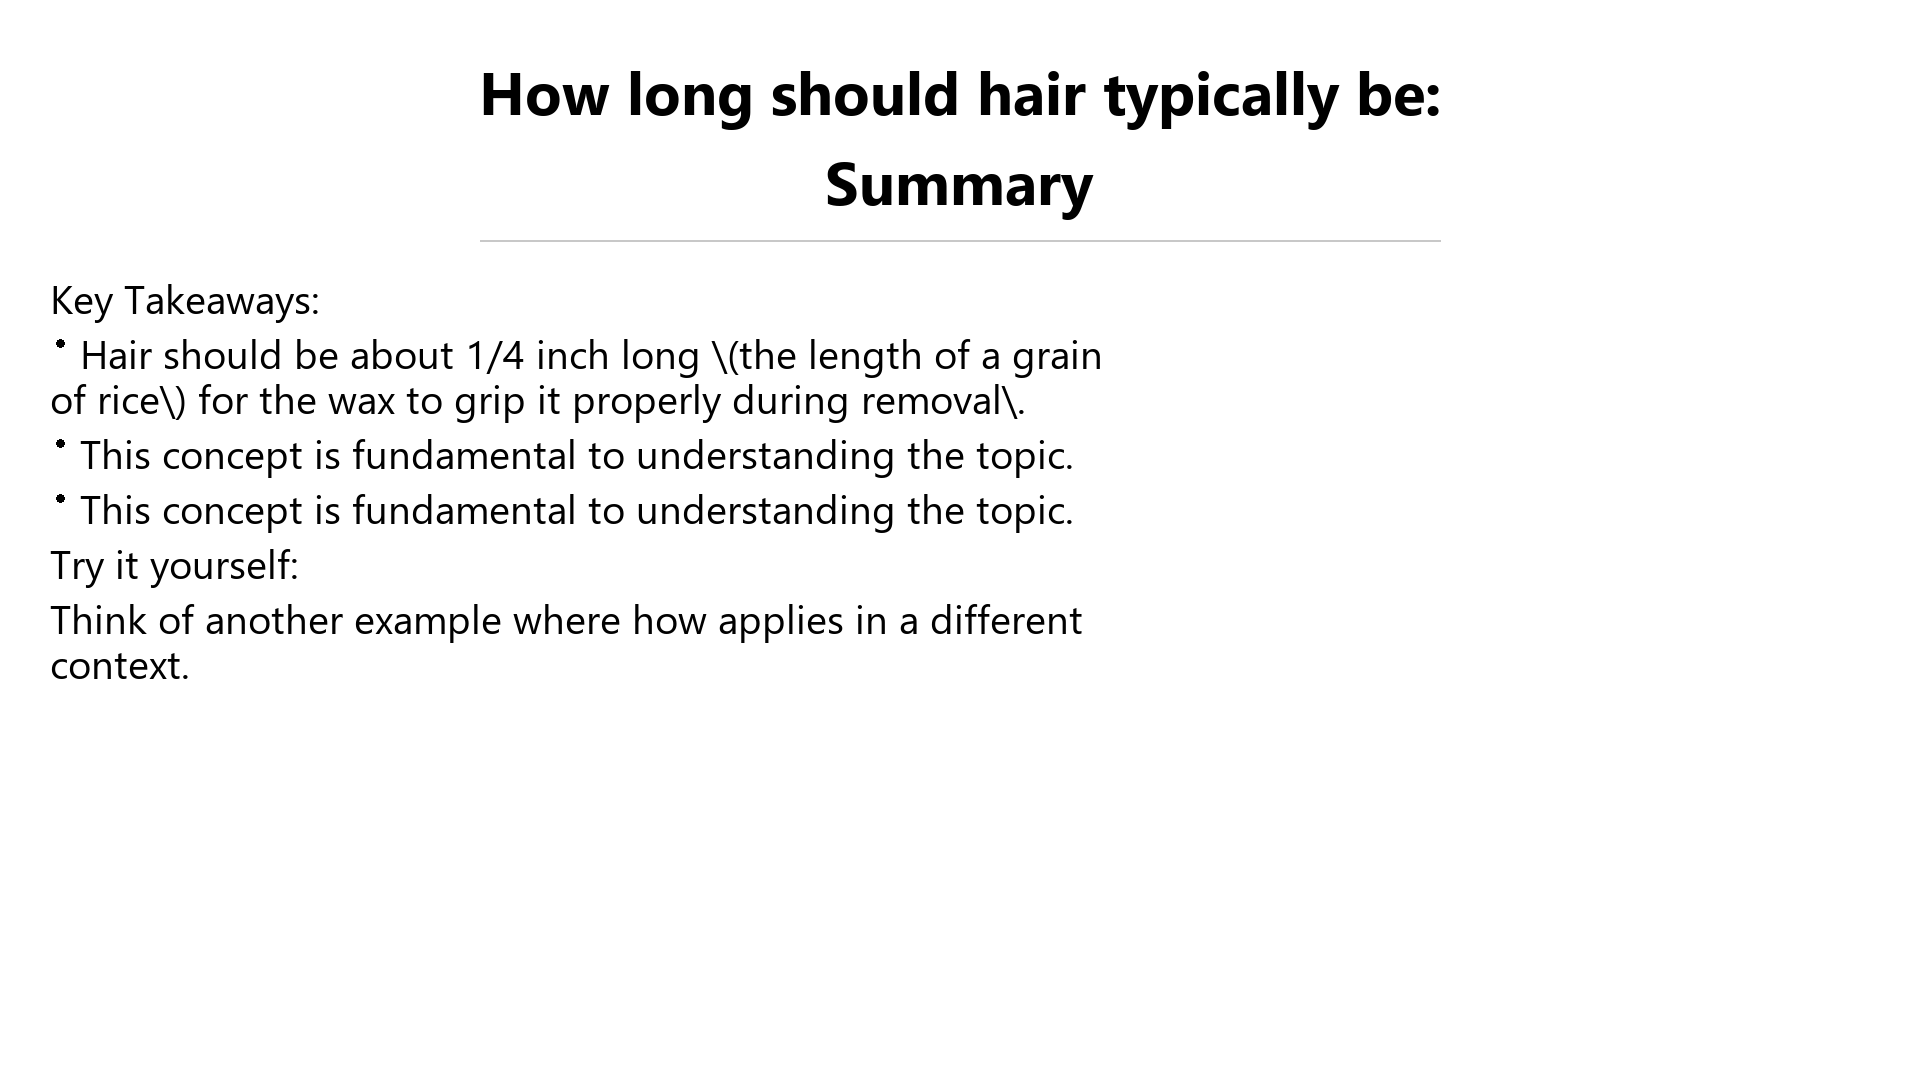 How long should hair typically be:
Summary
Key Takeaways:
• Hair should be about 1/4 inch long \(the length of a grain
of rice\) for the wax to grip it properly during removal\.
• This concept is fundamental to understanding the topic.
• This concept is fundamental to understanding the topic.
Try it yourself:
Think of another example where how applies in a different
context.